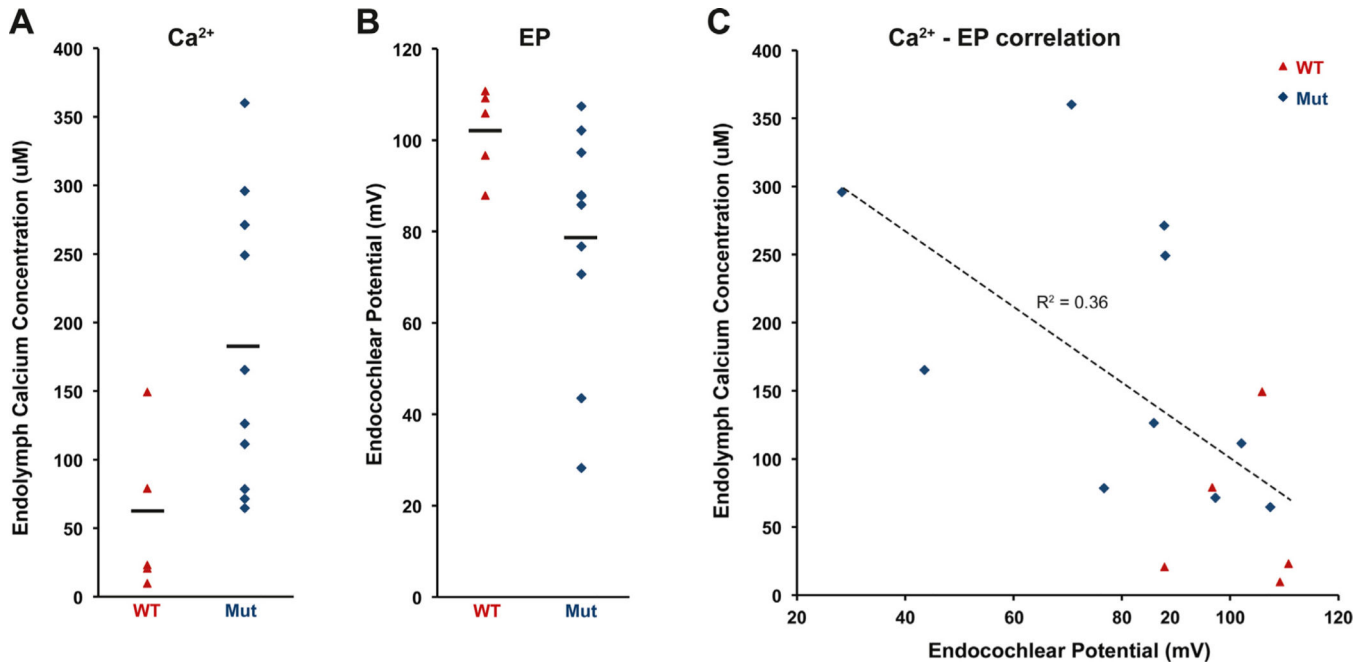 A
Ca²⁺
Endolymph Calcium Concentration (uM)
400
350
300
250
200
150
100
50
0
WT
Mut
B
EP
Endocochlear Potential (mV)
120
100
80
60
40
20
0
WT
Mut
C
Ca²⁺ - EP correlation
Endolymph Calcium Concentration (uM)
400
350
300
250
200
150
100
50
0
WT
Mut
R² = 0.36
20 40 60 80 20 100 120
Endocochlear Potential (mV)